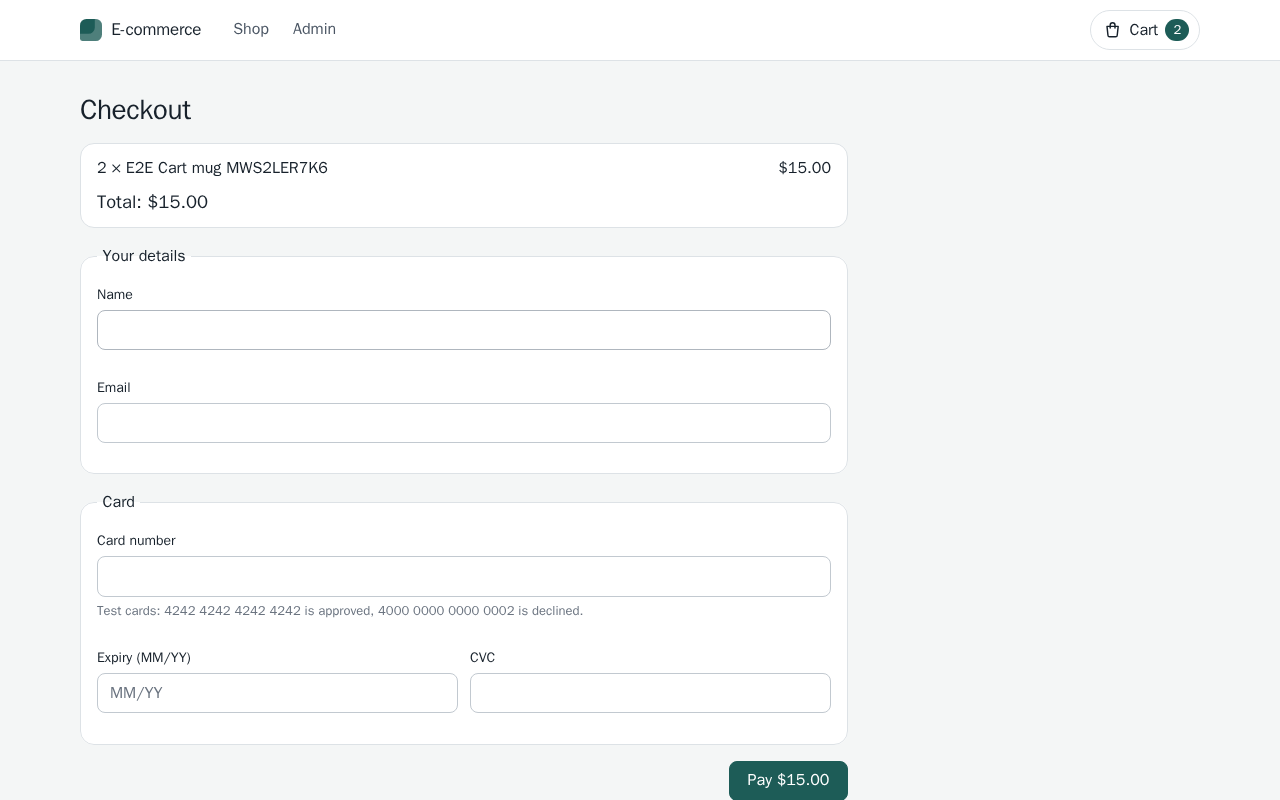 E-commerce Shop Admin Cart 2
Checkout
2 × E2E Cart mug MWS2LER7K6 $15.00
Total: $15.00
Your details
Name
Email
Card
Card number
Test cards: 4242 4242 4242 4242 is approved, 4000 0000 0000 0002 is declined.
Expiry (MM/YY) CVC
MM/YY
Pay $15.00